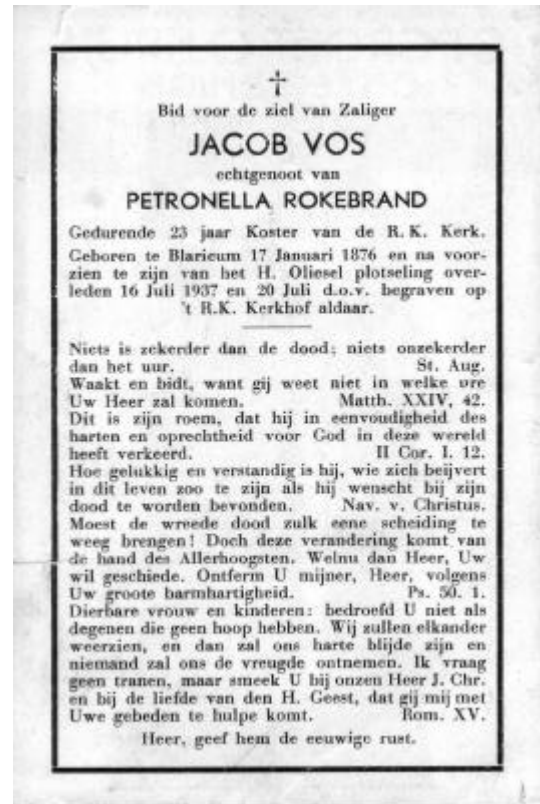 Bid voor de ziel van Zaliger
JACOB VOS
echtgenoot van
PETRONELLA ROKEBRAND
Gedurende 23 jaar Koster van de R. K. Kerk.
Geboren te Blaricum 17 Januari 1876 en na voor-
zien te zijn van het H. Oliesel plotseling over-
leden 16 Juli 1937 en 20 Juli d.o.v. begraven op
't R.K. Kerkhof aldaar.
Niets is zekerder dan de dood; niets onzekerder
dan het uur. St. Aug.
Waakt en bidt, want gij weet niet in welke ure
Uw Heer zal komen. Matth. XXIV, 42.
Dit is zijn roem, dat hij in eenvoudigheid des
harten en oprechtheid voor God in deze wereld
heeft verkeerd. II Cor. I. 12.
Hoe gelukkig en verstandig is hij, wie zich beijvert
in dit leven zoo te zijn als hij wenscht bij zijn
dood te worden bevonden. Nav. v. Christus.
Moest de wreede dood zulk eene scheiding te
weeg brengen! Doch deze verandering komt van
de hand des Allerhoogsten. Welnu dan Heer, Uw
wil geschiede. Ontferm U mijner, Heer, volgens
Uw groote barmhartigheid. Ps. 50. 1.
Dierbare vrouw en kinderen: bedroefd U niet als
degenen die geen hoop hebben. Wij zullen elkander
weerzien, en dan zal ons harte blijde zijn en
niemand zal ons de vreugde ontnemen. Ik vraag
geen tranen, maar smeek U bij onzen Heer J. Chr.
en bij de liefde van den H. Geest, dat gij mij met
Uwe gebeden te hulpe komt. Rom. XV.
Heer, geef hem de eeuwige rust.